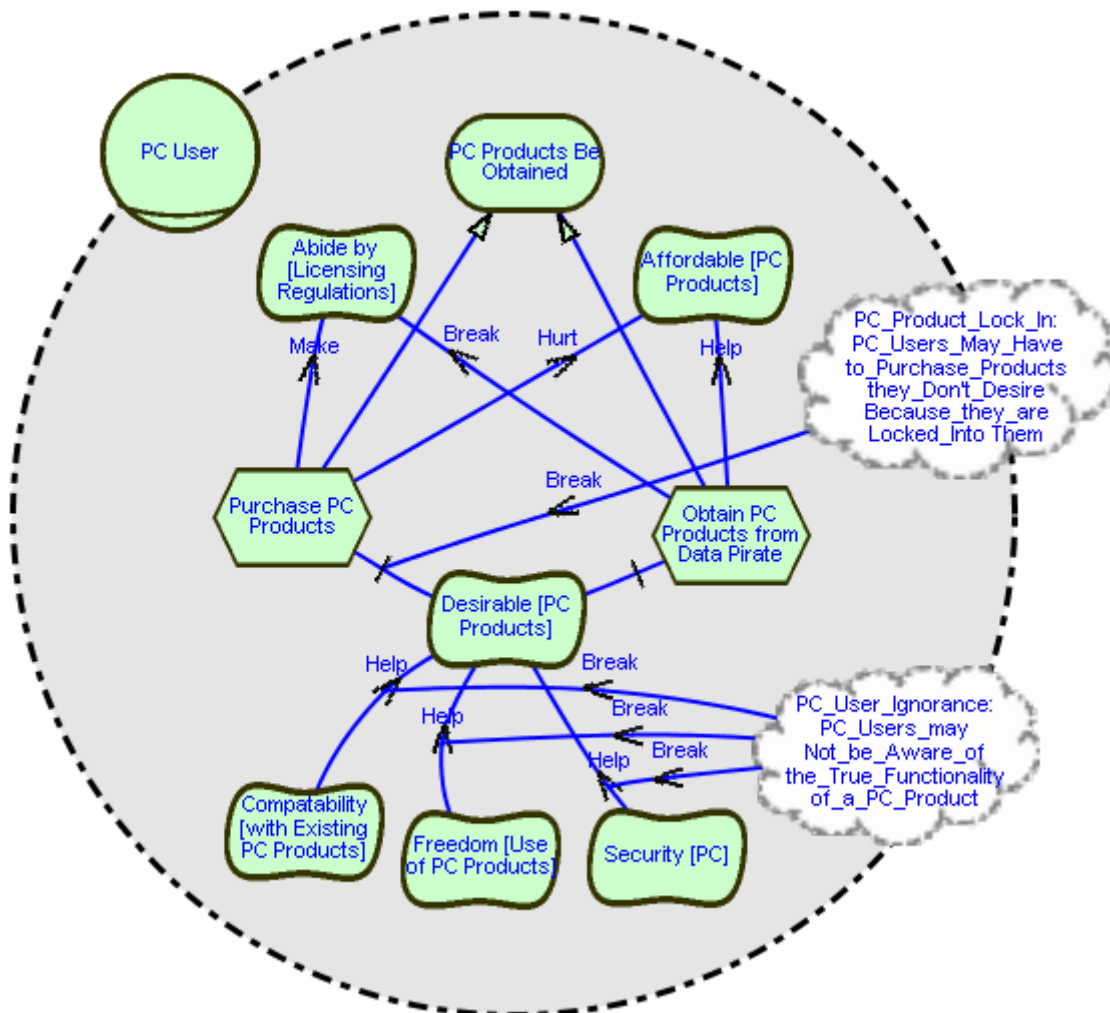 PC User
PC Products Be
Obtained
Abide by
[Licensing
Regulations]
Affordable [PC
Products]
Make
Break
Hurt
Help
PC_Product_Lock_In:
PC_Users_May_Have
to_Purchase_Products
they_Don't_Desire
Because_they_are
Locked_Into Them
Break
Purchase PC
Products
Obtain PC
Products from
Data Pirate
Desirable [PC
Products]
Help
Break
Help
Break
Help
Break
PC_User_Ignorance:
PC_Users_may
Not_be_Aware_of
the_True_Functionality
of_a_PC_Product
Compatability
[with Existing
PC Products]
Freedom [Use
of PC Products]
Security [PC]